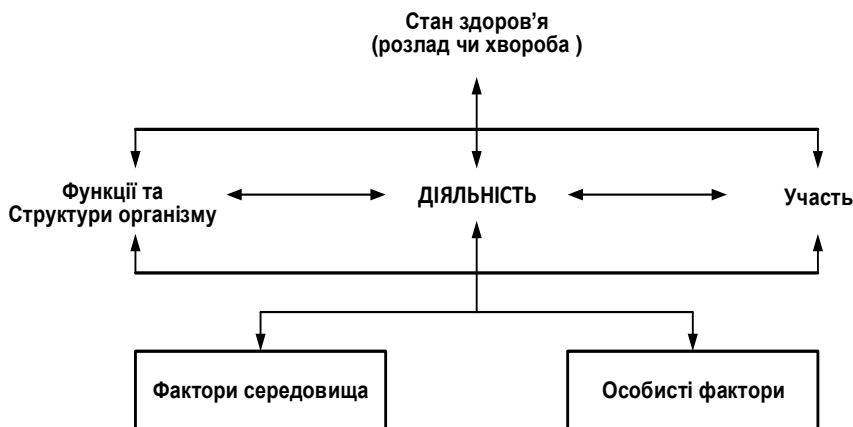 Стан здоров’я
(розлад чи хвороба )
Функції та
Структури організму
ДІЯЛЬНІСТЬ
Участь
Фактори середовища
Особисті фактори